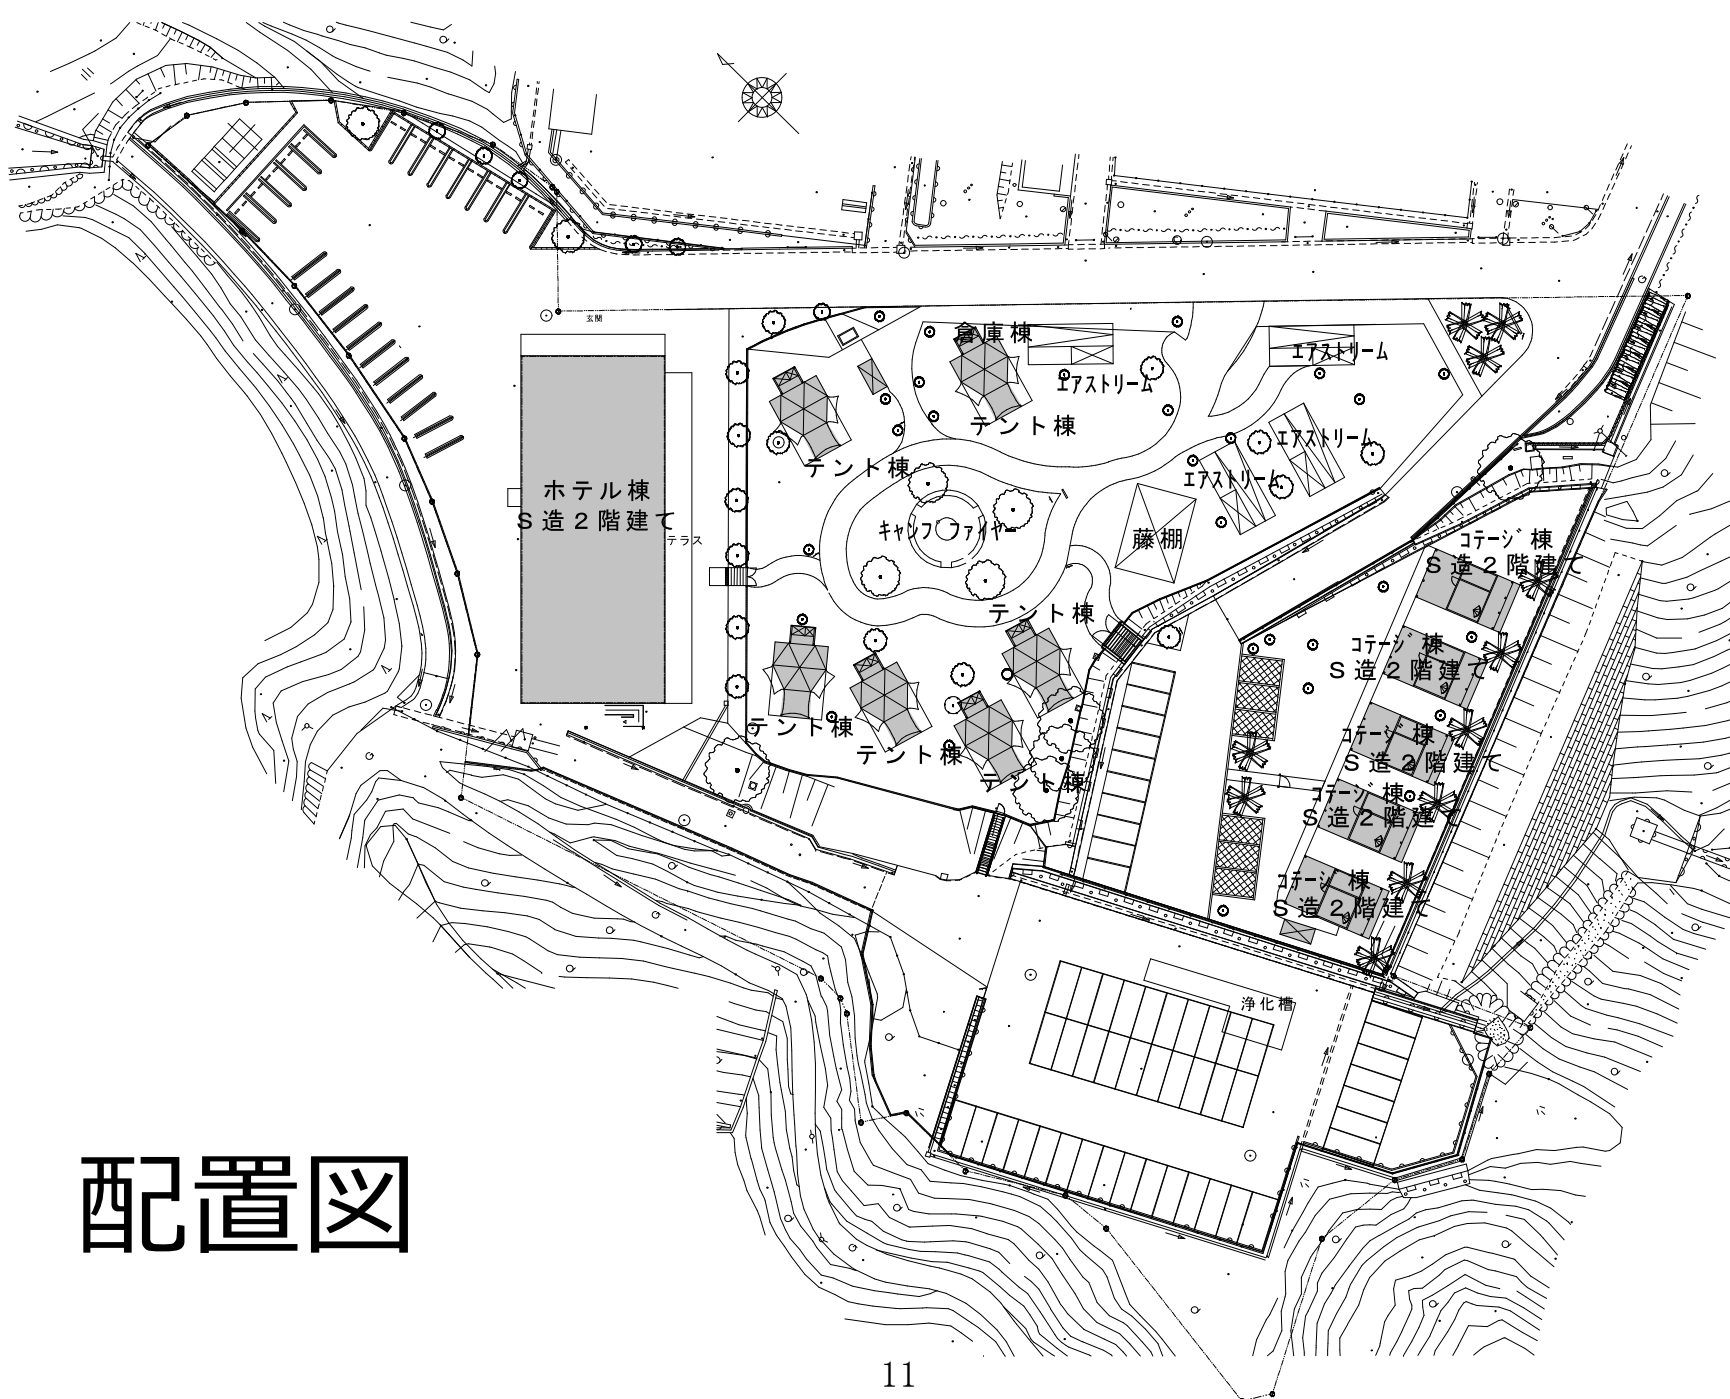 玄関
倉庫棟
エアストリーム
エアストリーム
テント棟
エアストリーム
テント棟
エアストリーム
ホテル棟
S造2階建て
テラス
キャンプファイヤー
藤棚
コテージ棟
S造2階建て
テント棟
コテージ棟
S造2階建て
テント棟
テント棟
テント棟
コテージ棟
S造2階建て
コテージ棟
S造2階建て
コテージ棟
S造2階建て
浄化槽
配置図
11